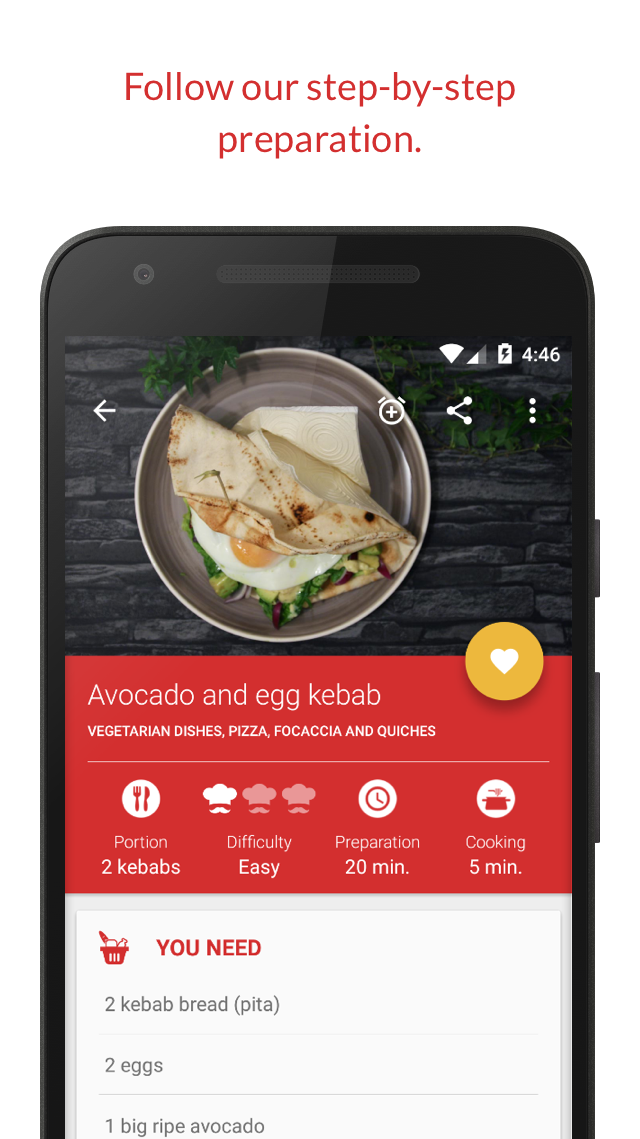 Follow our step-by-step
preparation.
4:46
Avocado and egg kebab
VEGETARIAN DISHES, PIZZA, FOCACCIA AND QUICHES
Portion
2 kebabs
Difficulty
Easy
Preparation
20 min.
Cooking
5 min.
YOU NEED
2 kebab bread (pita)
2 eggs
1 big ripe avocado